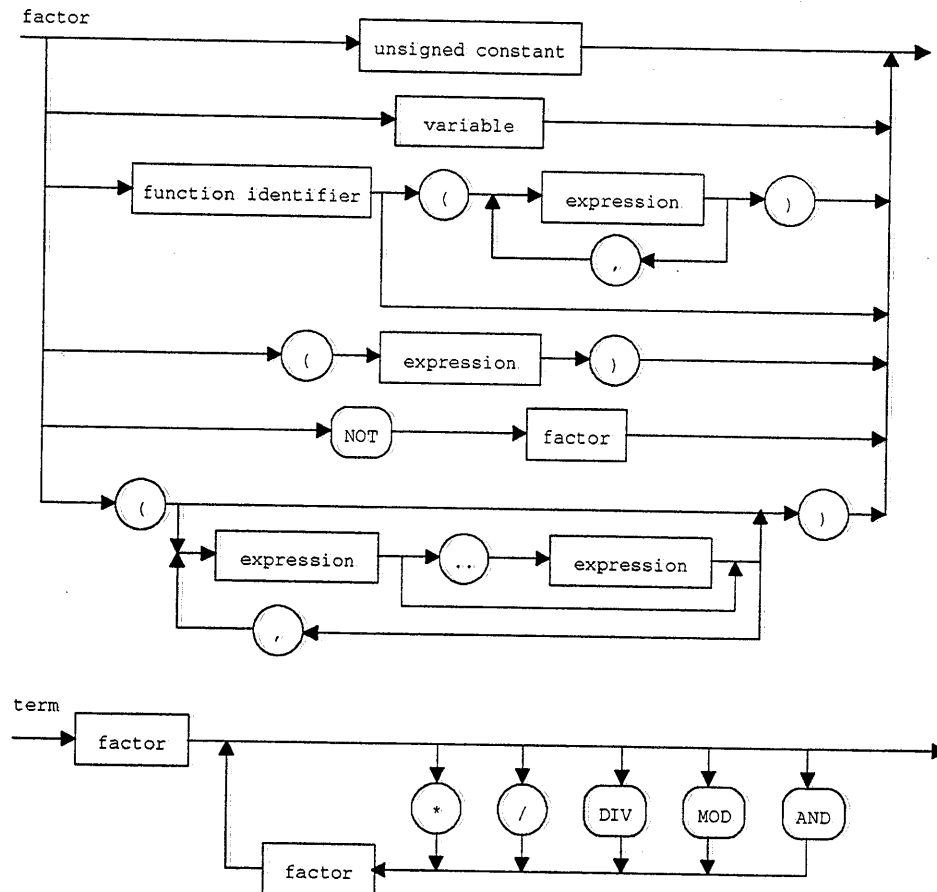 factor
unsigned constant
variable
function identifier ( expression )
,
( expression )
NOT factor
( )
expression .. expression
,
term
factor
* / DIV MOD AND
factor